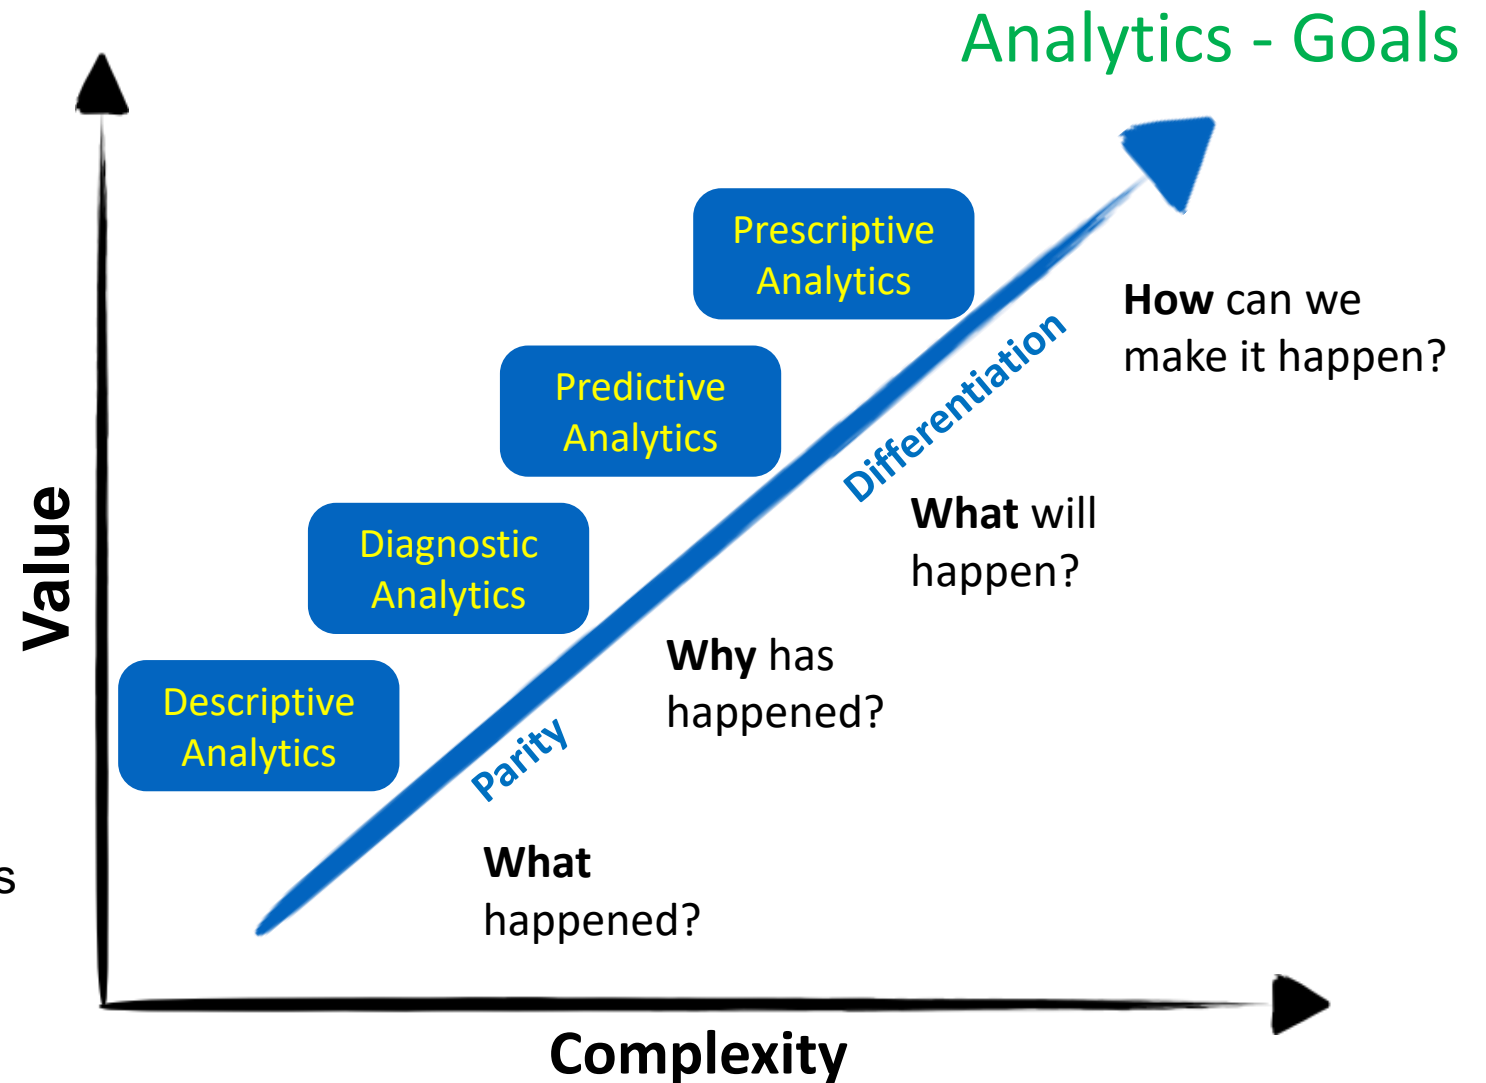 Analytics - Goals
Prescriptive
Analytics
How can we
make it happen?
Differentiation
Predictive
Analytics
What will
happen?
Value
Diagnostic
Analytics
Why has
happened?
Descriptive
Analytics
Parity
What
happened?
s
Complexity